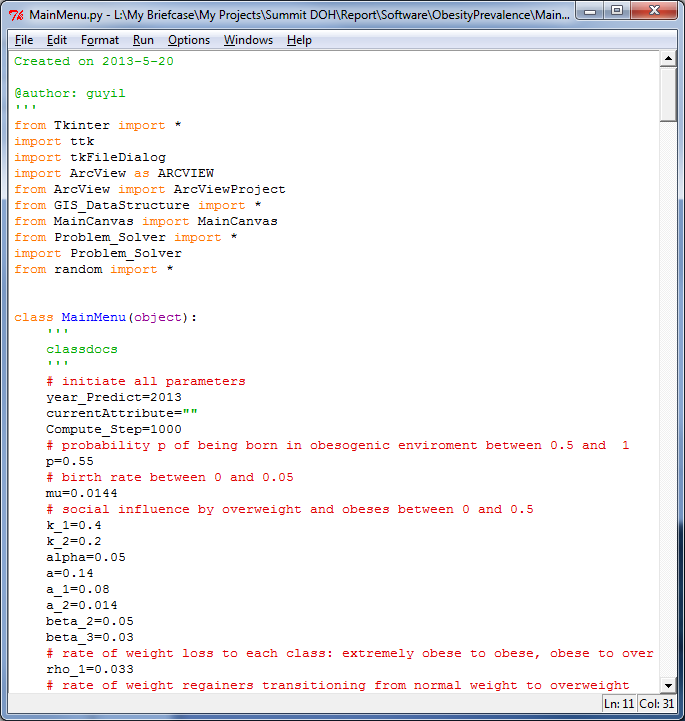 MainMenu.py - L:\My Briefcase\My Projects\Summit DOH\Report\Software\ObesityPrevalence\Main...
File Edit Format Run Options Windows Help
Created on 2013-5-20
@author: guyil
'''
from Tkinter import *
import ttk
import tkFileDialog
import ArcView as ARCVIEW
from ArcView import ArcViewProject
from GIS_DataStructure import *
from MainCanvas import MainCanvas
from Problem_Solver import *
import Problem_Solver
from random import *
class MainMenu(object):
    '''
    classdocs
    '''
    # initiate all parameters
    year_Predict=2013
    currentAttribute=""
    Compute_Step=1000
    # probability p of being born in obesogenic enviroment between 0.5 and  1
    p=0.55
    # birth rate between 0 and 0.05
    mu=0.0144
    # social influence by overweight and obeses between 0 and 0.5
    k_1=0.4
    k_2=0.2
    alpha=0.05
    a=0.14
    a_1=0.08
    a_2=0.014
    beta_2=0.05
    beta_3=0.03
    # rate of weight loss to each class: extremely obese to obese, obese to over
    rho_1=0.033
    # rate of weight regainers transitioning from normal weight to overweight
Ln: 11 Col: 31